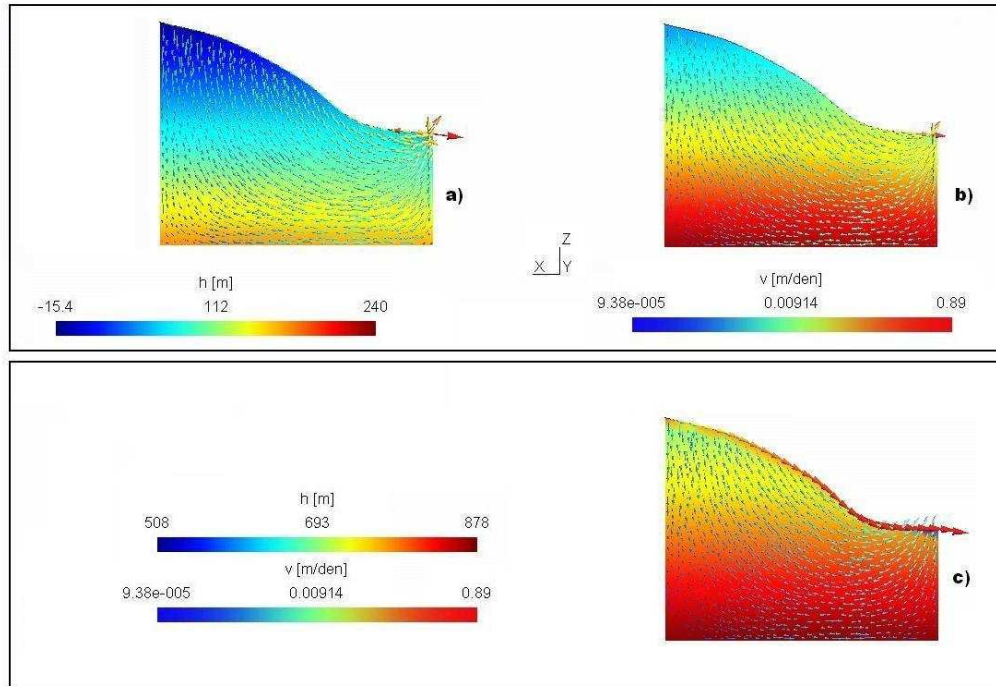 a)
b)
Z
X Y
h [m]
-15.4 112 240
v [m/den]
9.38e-005 0.00914 0.89
h [m]
508 693 878
v [m/den]
9.38e-005 0.00914 0.89
c)